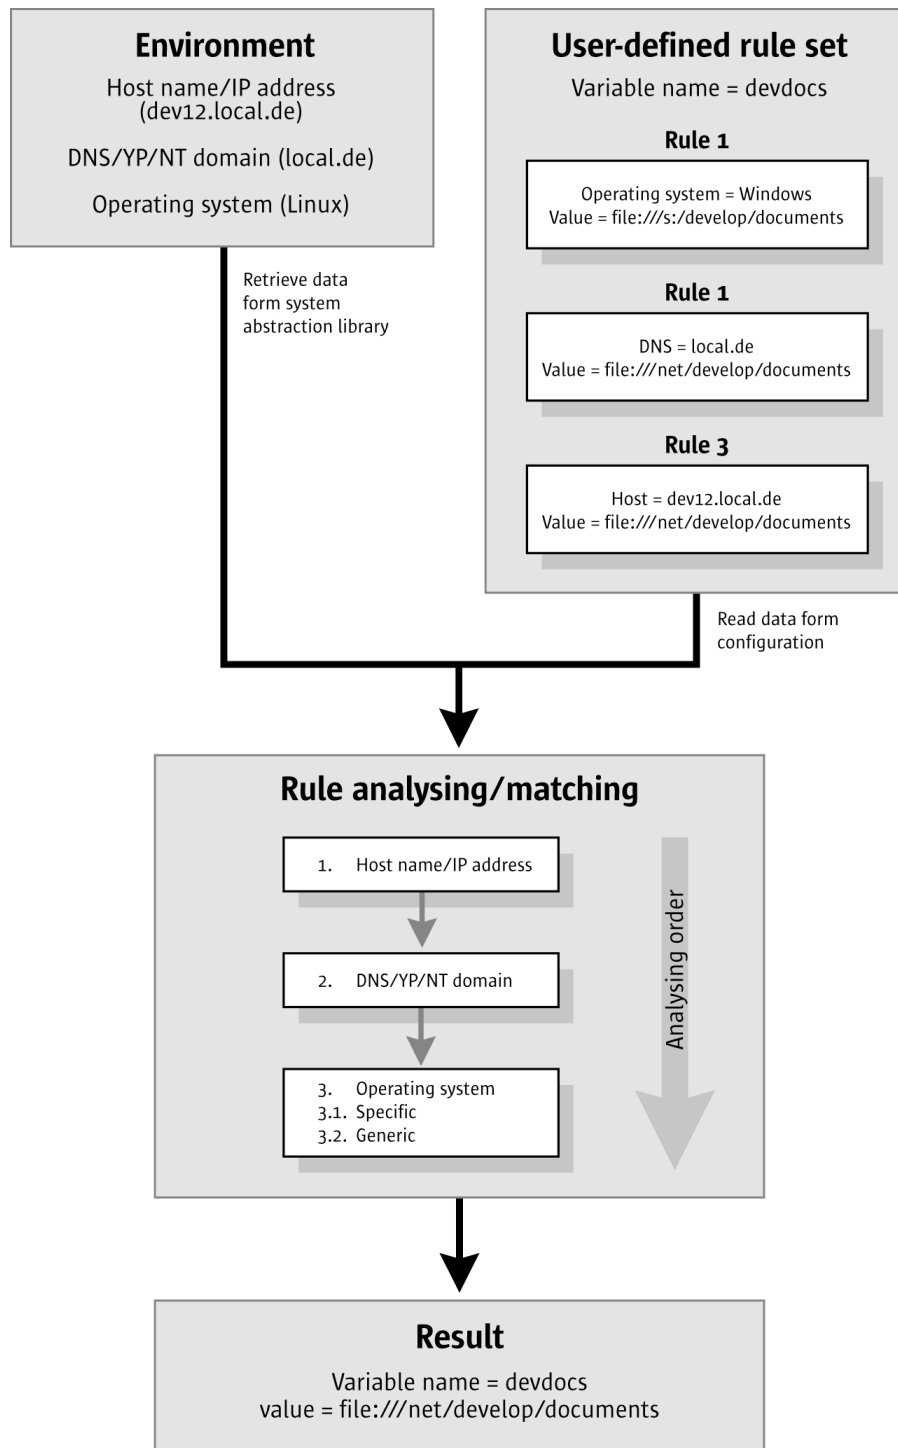 Environment
Host name/IP address
(dev12.local.de)
DNS/YP/NT domain (local.de)
Operating system (Linux)
Retrieve data
form system
abstraction library
User-defined rule set
Variable name = devdocs
Rule 1
Operating system = Windows
Value = file:///s:/develop/documents
Rule 1
DNS = local.de
Value = file:///net/develop/documents
Rule 3
Host = dev12.local.de
Value = file:///net/develop/documents
Read data form
configuration
Rule analysing/matching
1. Host name/IP address
2. DNS/YP/NT domain
3. Operating system
3.1. Specific
3.2. Generic
Analysing order
Result
Variable name = devdocs
value = file:///net/develop/documents